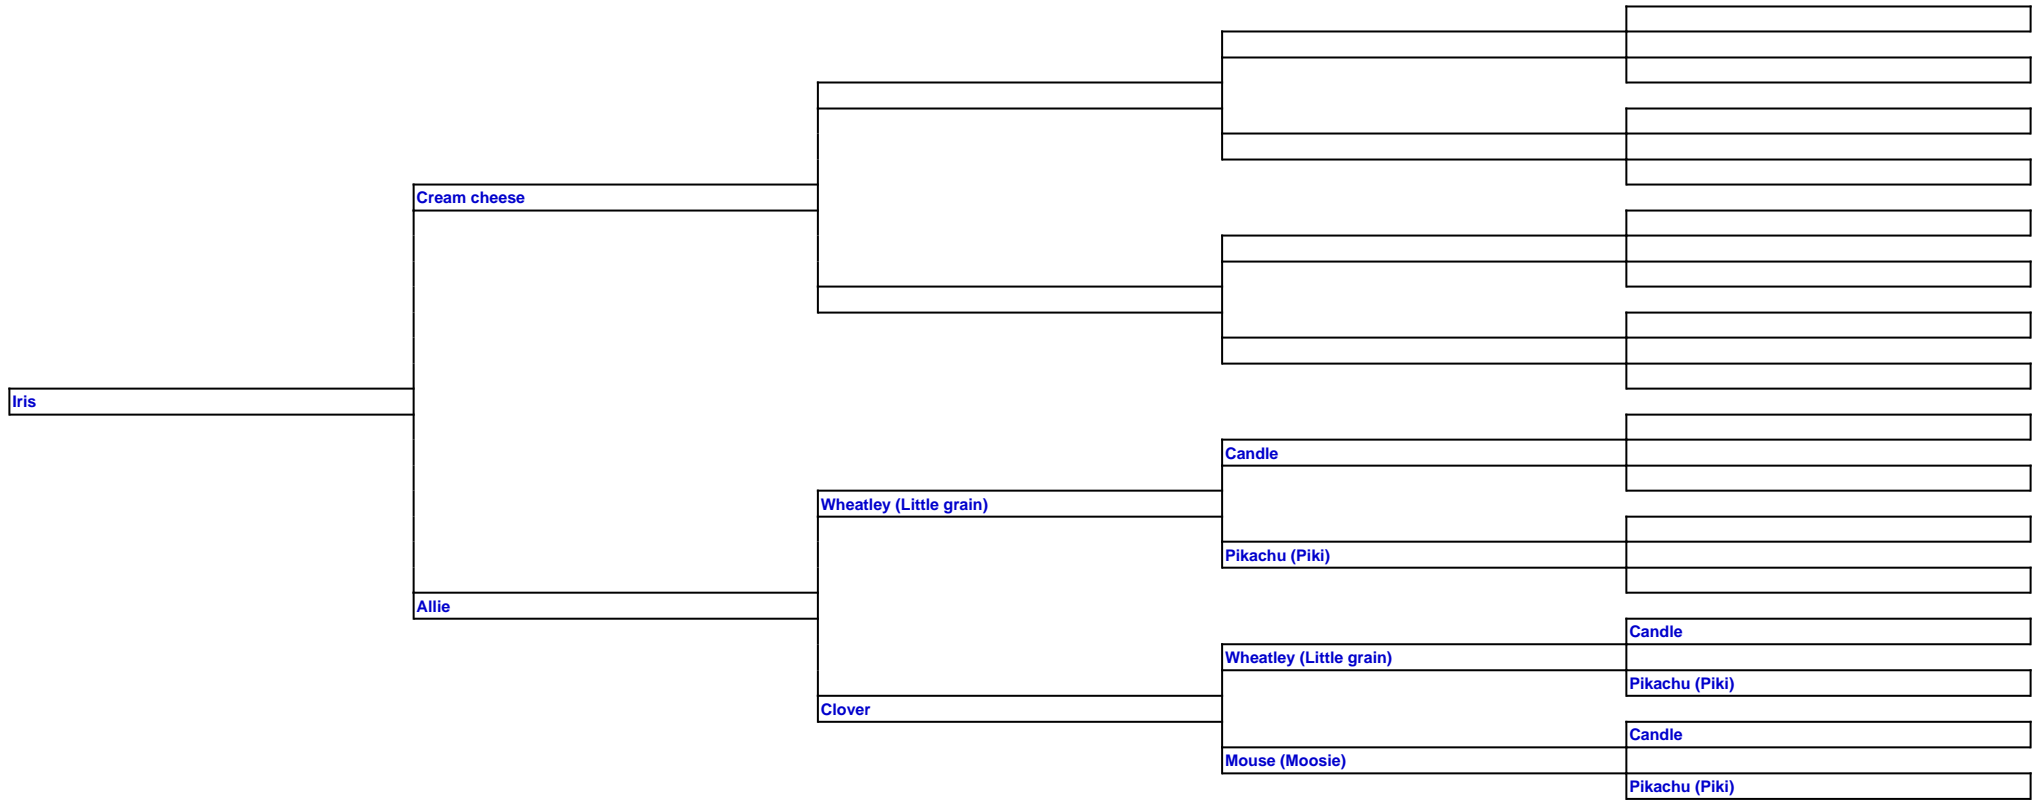 Cream cheese
Iris
Candle
Wheatley (Little grain)
Pikachu (Piki)
Allie
Candle
Wheatley (Little grain)
Pikachu (Piki)
Clover
Candle
Mouse (Moosie)
Pikachu (Piki)